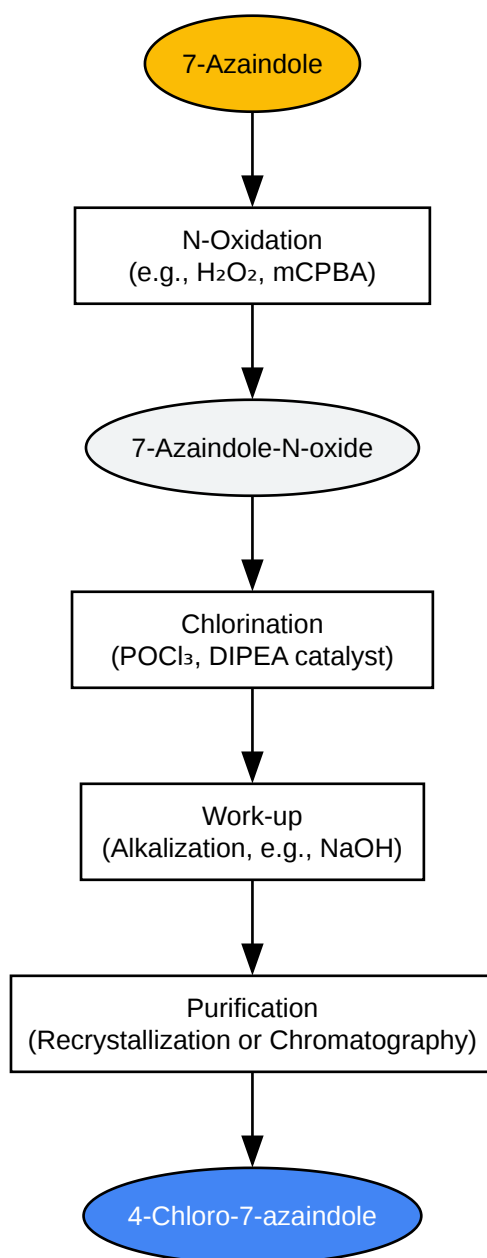 7-Azaindole
N-Oxidation
(e.g., H₂O₂, mCPBA)
7-Azaindole-N-oxide
Chlorination
(POCl₃, DIPEA catalyst)
Work-up
(Alkalization, e.g., NaOH)
Purification
(Recrystallization or Chromatography)
4-Chloro-7-azaindole